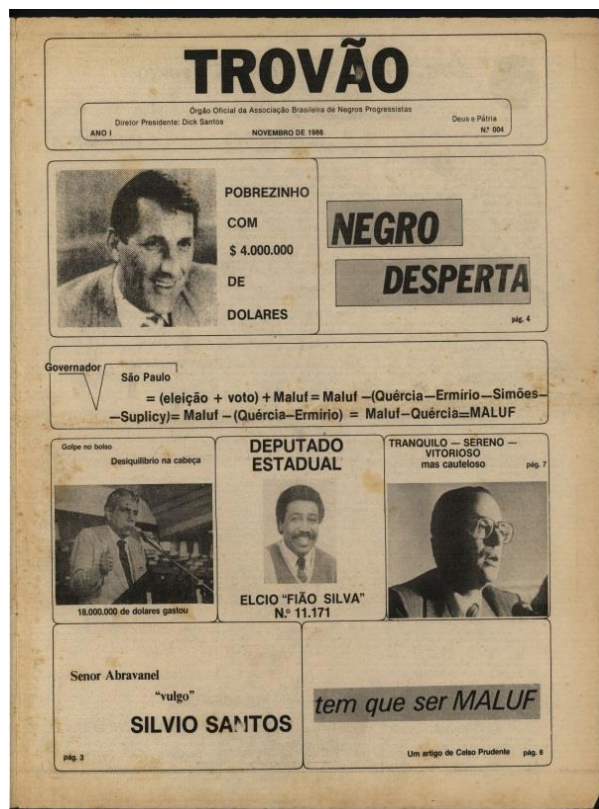 TROVÃO
Órgão Oficial da Associação Brasileira de Negros Progressistas
Diretor Presidente: Dick Santos
Deus e Pátria
ANO I
NOVEMBRO DE 1986
N.º 004
POBREZINHO
COM
$ 4.000.000
DE
DOLARES
NEGRO
DESPERTA
pág. 4
Governador
São Paulo
= (eleição + voto) + Maluf = Maluf –(Quércia–Ermírio–Simões–
–Suplicy)= Maluf – (Quércia–Ermírio) = Maluf–Quércia=MALUF
Golpe no bolso
Desiquilibrio na cabeça
18.000.000 de dolares gastou
DEPUTADO
ESTADUAL
ELCIO "FIÃO SILVA"
N.º 11.171
TRANQUILO — SERENO —
VITORIOSO
mas cauteloso
pág. 7
Senor Abravanel
"vulgo"
SILVIO SANTOS
pág. 3
tem que ser MALUF
Um artigo de Celso Prudente pág. 8